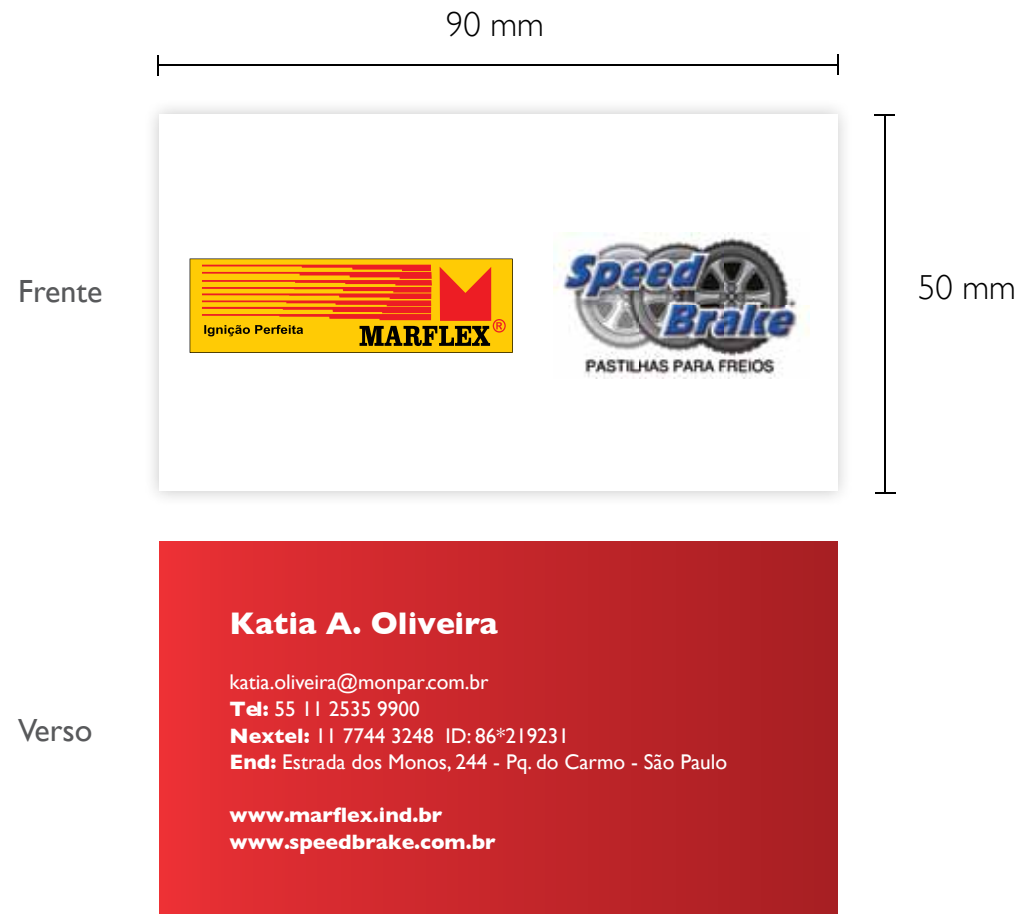 90 mm
Frente
50 mm
Ignição Perfeita
MARFLEX®
Speed
Brake
PASTILHAS PARA FREIOS
Verso
Katia A. Oliveira
katia.oliveira@monpar.com.br
Tel: 55 11 2535 9900
Nextel: 11 7744 3248 ID: 86*219231
End: Estrada dos Monos, 244 - Pq. do Carmo - São Paulo
www.marflex.ind.br
www.speedbrake.com.br